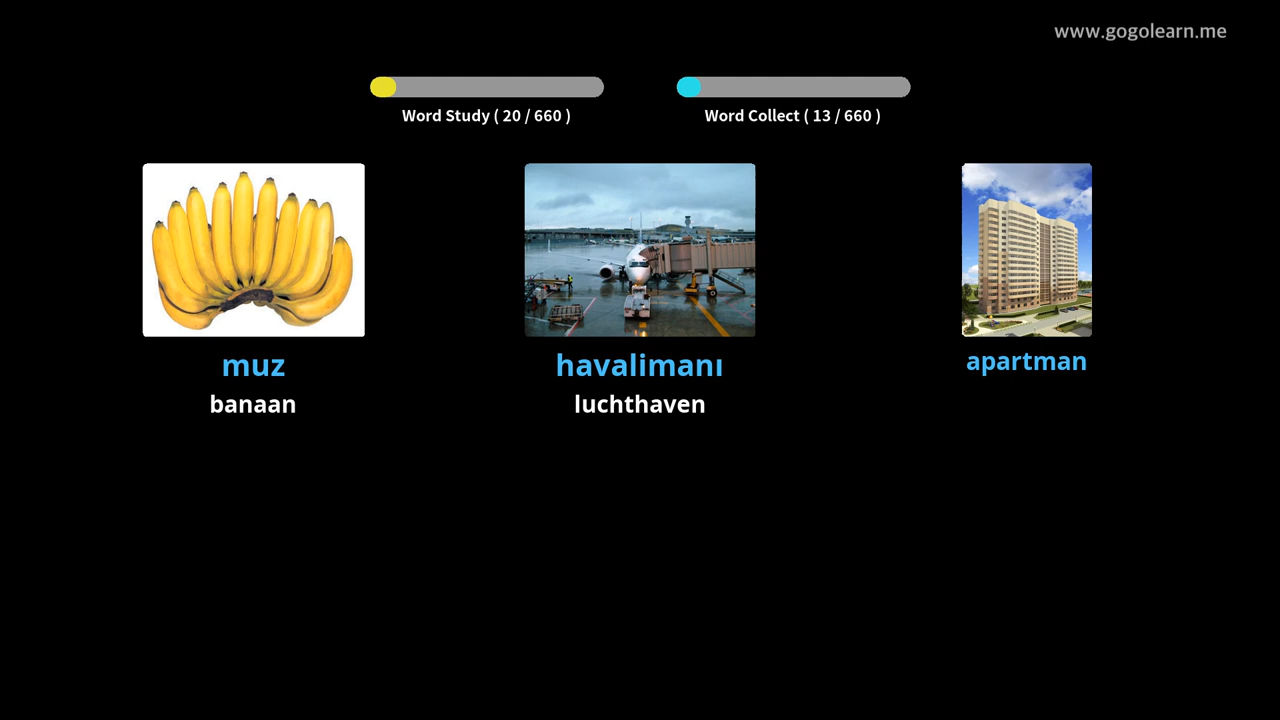 www.gogolearn.me
Word Study ( 20 / 660 )
Word Collect ( 13 / 660 )
muz
havalimanı
apartman
banaan
luchthaven